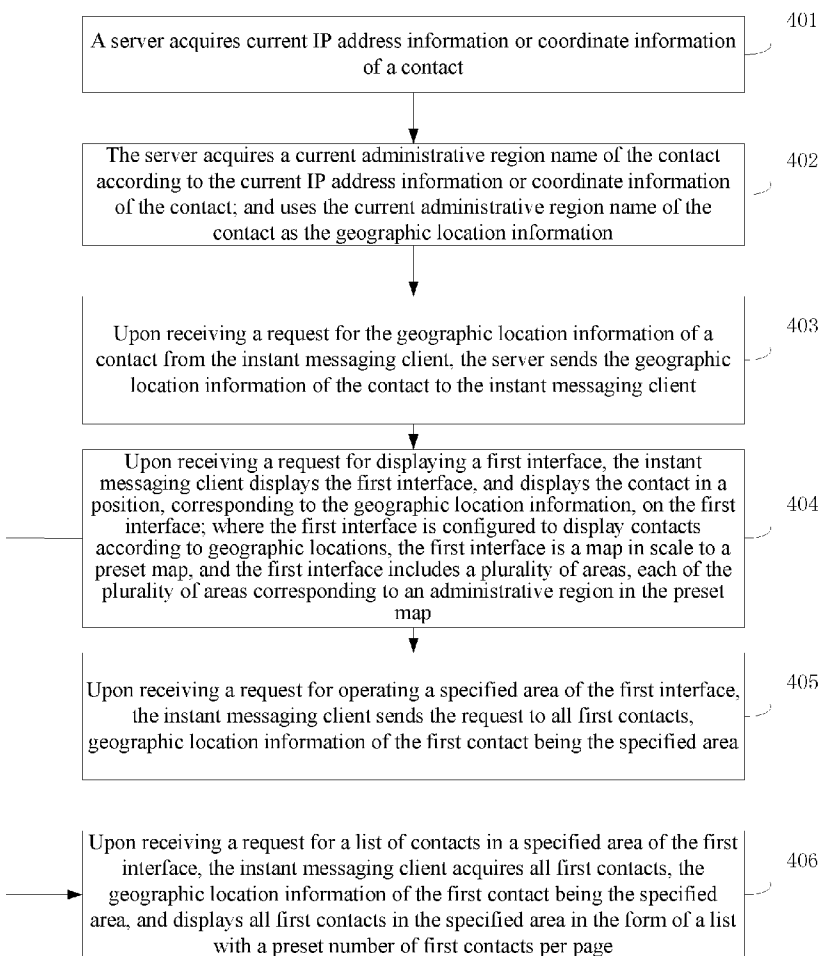 401
A server acquires current IP address information or coordinate information
of a contact
402
The server acquires a current administrative region name of the contact
according to the current IP address information or coordinate information
of the contact; and uses the current administrative region name of the
contact as the geographic location information
403
Upon receiving a request for the geographic location information of a
contact from the instant messaging client, the server sends the geographic
location information of the contact to the instant messaging client
404
Upon receiving a request for displaying a first interface, the instant
messaging client displays the first interface, and displays the contact in a
position, corresponding to the geographic location information, on the first
interface; where the first interface is configured to display contacts
according to geographic locations, the first interface is a map in scale to a
preset map, and the first interface includes a plurality of areas, each of the
plurality of areas corresponding to an administrative region in the preset
map
405
Upon receiving a request for operating a specified area of the first interface,
the instant messaging client sends the request to all first contacts,
geographic location information of the first contact being the specified area
406
Upon receiving a request for a list of contacts in a specified area of the first
interface, the instant messaging client acquires all first contacts, the
geographic location information of the first contact being the specified
area, and displays all first contacts in the specified area in the form of a list
with a preset number of first contacts per page